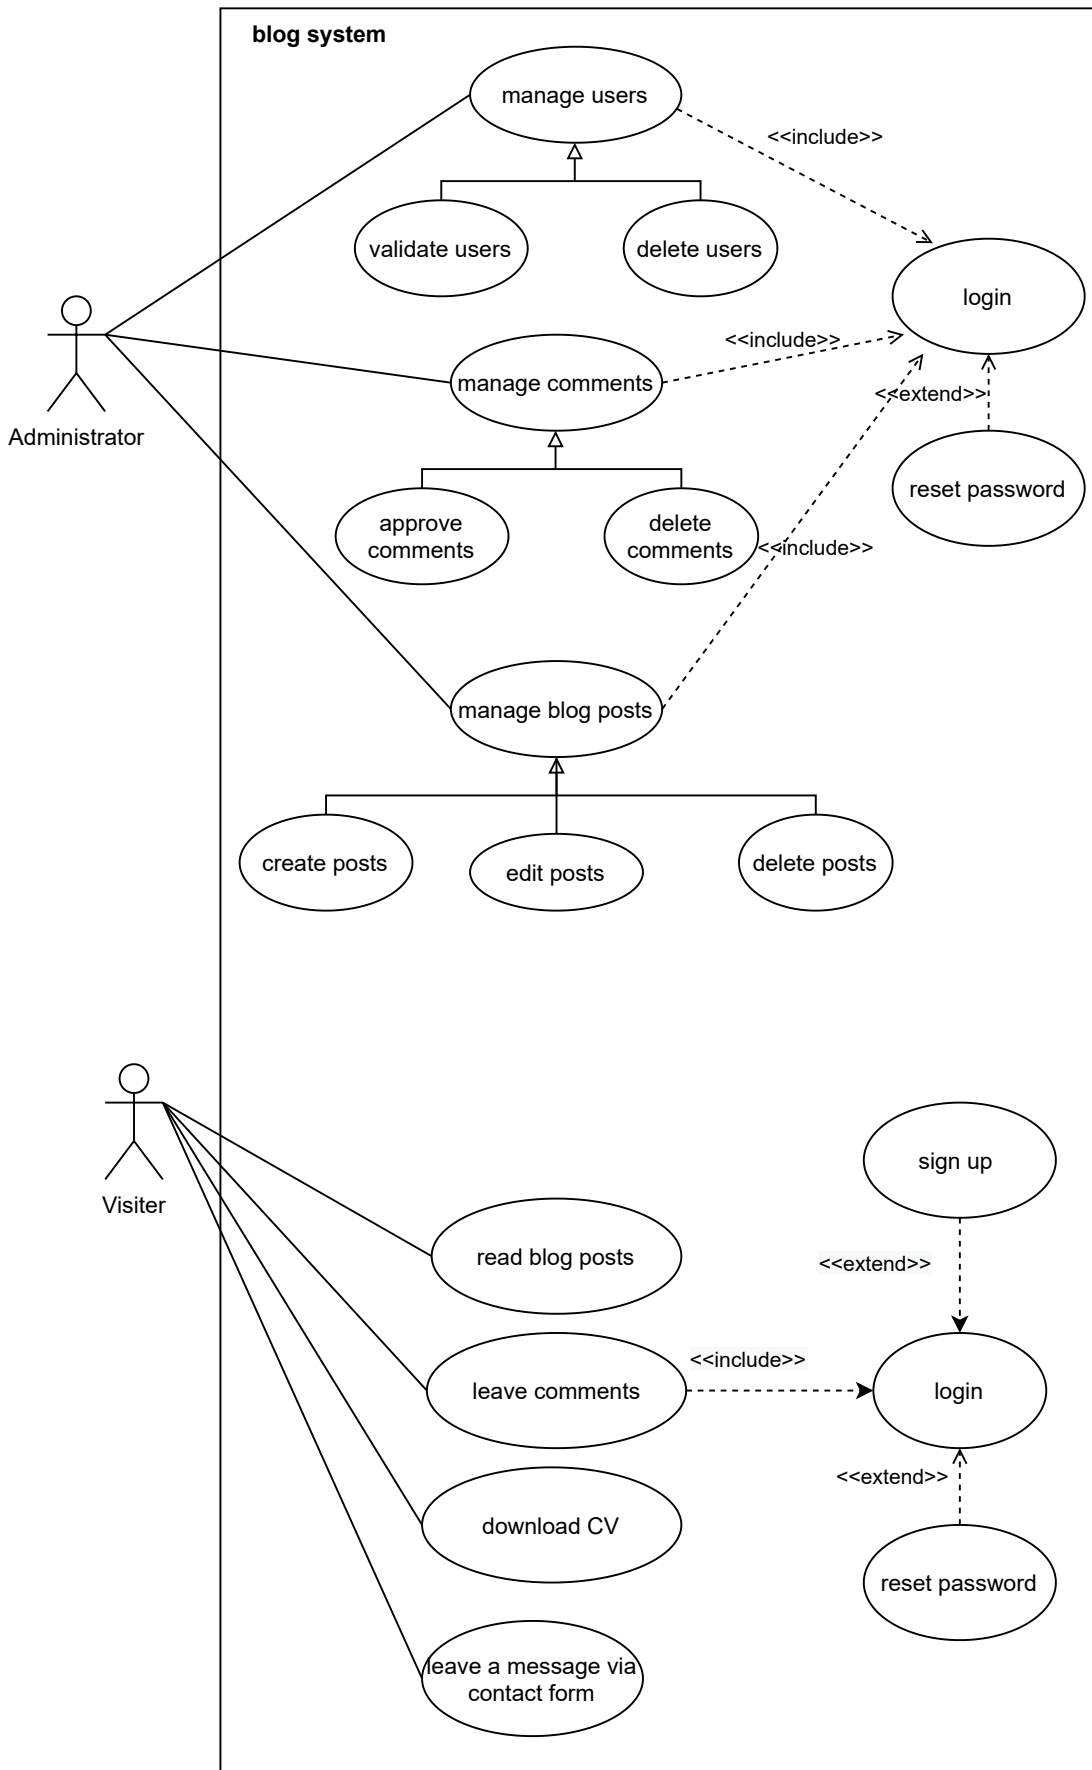 blog system
manage users
<<include>>
validate users
delete users
login
<<include>>
manage comments
<<extend>>
Administrator
reset password
approve
comments
delete
comments
<<include>>
manage blog posts
create posts
edit posts
delete posts
sign up
Visiter
read blog posts
<<extend>>
<<include>>
leave comments
login
<<extend>>
download CV
reset password
leave a message via
contact form